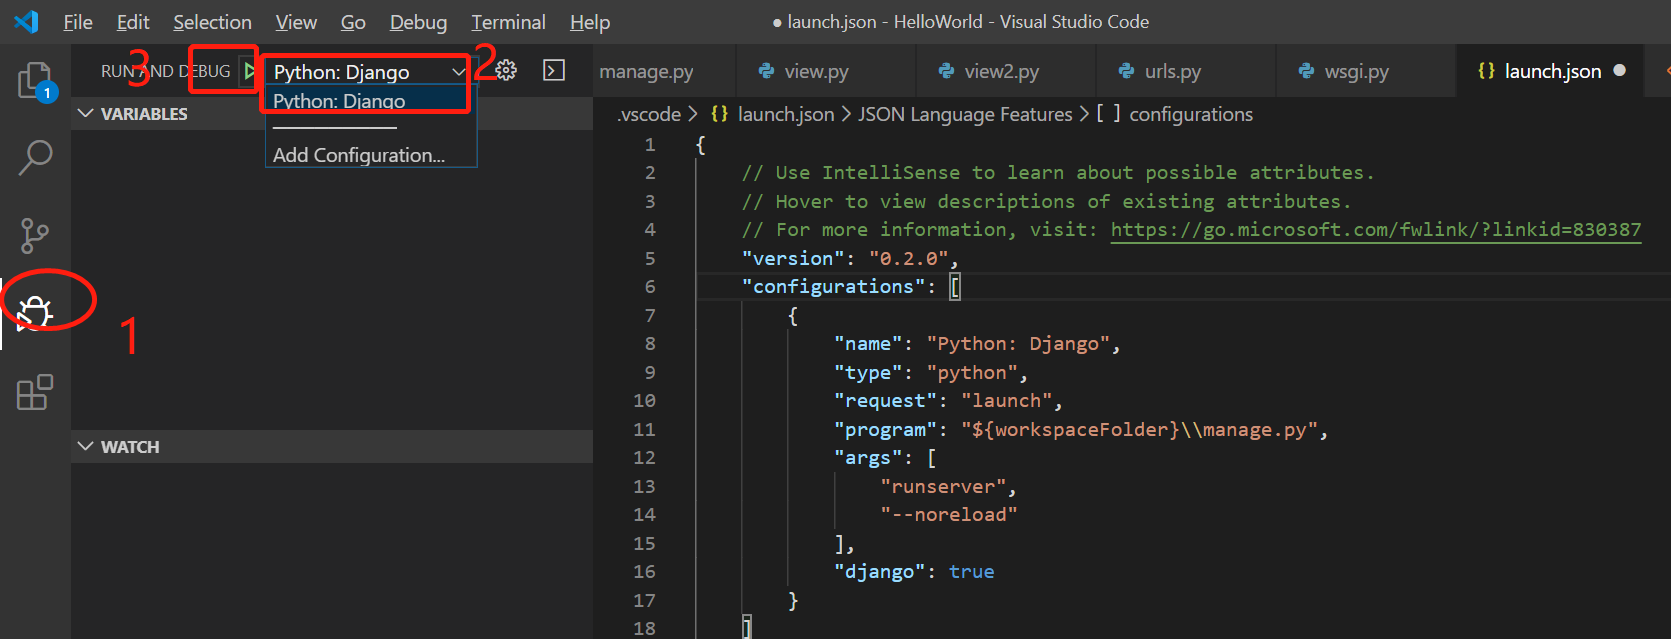 File Edit Selection View Go Debug Terminal Help ● launch.json - HelloWorld - Visual Studio Code
3 RUN AND DEBUG Python: Django 2
manage.py view.py view2.py urls.py wsgi.py {} launch.json ●
1
Python: Django
Add Configuration...
VARIABLES
.vscode > {} launch.json > JSON Language Features > [ ] configurations
1
WATCH
1 {
2 // Use IntelliSense to learn about possible attributes.
3 // Hover to view descriptions of existing attributes.
4 // For more information, visit: https://go.microsoft.com/fwlink/?linkid=830387
5 "version": "0.2.0",
6 "configurations": [
7 {
8 "name": "Python: Django",
9 "type": "python",
10 "request": "launch",
11 "program": "${workspaceFolder}\\manage.py",
12 "args": [
13 "runserver",
14 "--noreload"
15 ],
16 "django": true
17 }
18 ]